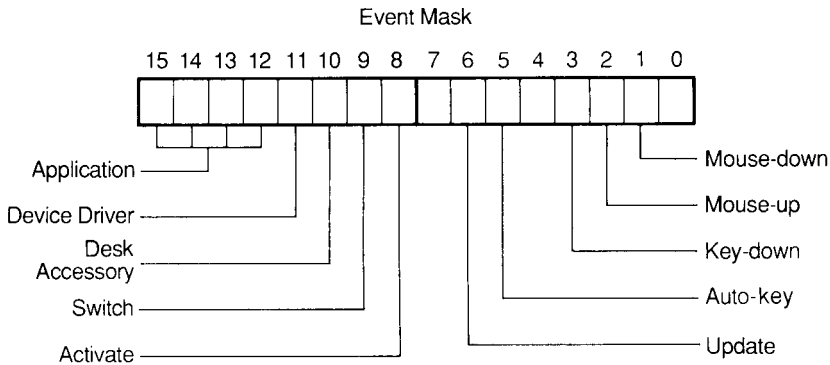 Event Mask
15 14 13 12 11 10 9 8 7 6 5 4 3 2 1 0
Application
Device Driver
Desk
Accessory
Switch
Activate
Mouse-down
Mouse-up
Key-down
Auto-key
Update